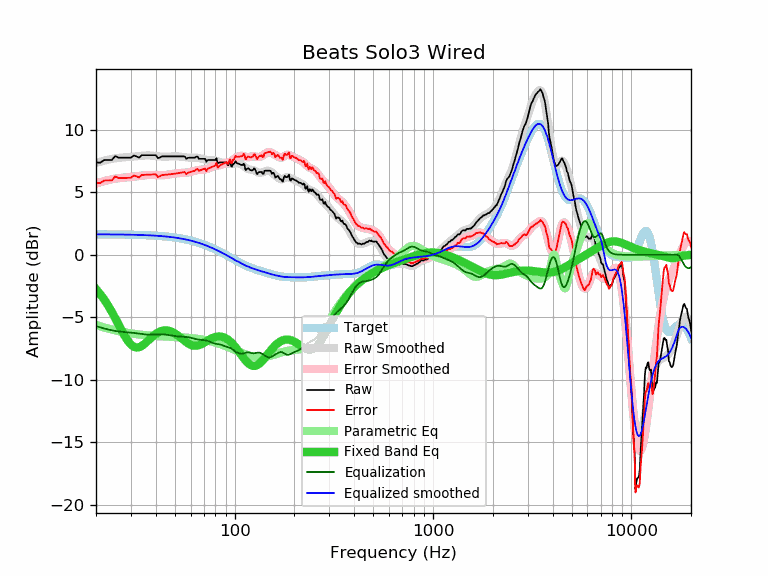 Beats Solo3 Wired
Amplitude (dBr)
10
5
0
−5
−10
−15
−20
Target
Raw Smoothed
Error Smoothed
Raw
Error
Parametric Eq
Fixed Band Eq
Equalization
Equalized smoothed
100 1000 10000
Frequency (Hz)